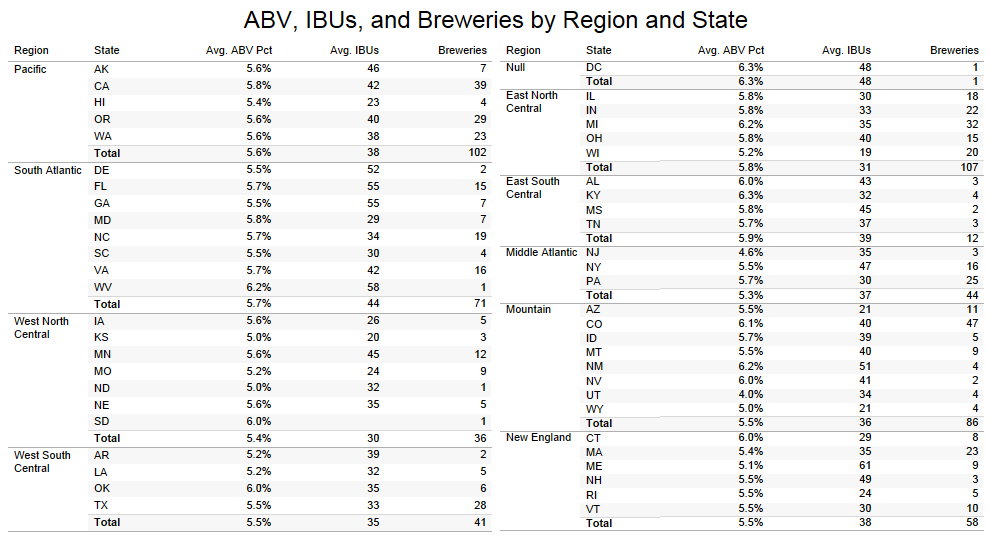 ABV, IBUs, and Breweries by Region and State
Region State Avg. ABV Pct Avg. IBUs Breweries
Pacific AK 5.6% 46 7
CA 5.8% 42 39
HI 5.4% 23 4
OR 5.6% 40 29
WA 5.6% 38 23
Total 5.6% 38 102
South Atlantic DE 5.5% 52 2
FL 5.7% 55 15
GA 5.5% 55 7
MD 5.8% 29 7
NC 5.7% 34 19
SC 5.5% 30 4
VA 5.7% 42 16
WV 6.2% 58 1
Total 5.7% 44 71
West North Central IA 5.6% 26 5
KS 5.0% 20 3
MN 5.6% 45 12
MO 5.2% 24 9
ND 5.0% 32 1
NE 5.6% 35 5
SD 6.0% 1
Total 5.4% 30 36
West South Central AR 5.2% 39 2
LA 5.2% 32 5
OK 6.0% 35 6
TX 5.5% 33 28
Total 5.5% 35 41
Region State Avg. ABV Pct Avg. IBUs Breweries
Null DC 6.3% 48 1
Total 6.3% 48 1
East North Central IL 5.8% 30 18
IN 5.8% 33 22
MI 6.2% 35 32
OH 5.8% 40 15
WI 5.2% 19 20
Total 5.8% 31 107
East South Central AL 6.0% 43 3
KY 6.3% 32 4
MS 5.8% 45 2
TN 5.7% 37 3
Total 5.9% 39 12
Middle Atlantic NJ 4.6% 35 3
NY 5.5% 47 16
PA 5.7% 30 25
Total 5.3% 37 44
Mountain AZ 5.5% 21 11
CO 6.1% 40 47
ID 5.7% 39 5
MT 5.5% 40 9
NM 6.2% 51 4
NV 6.0% 41 2
UT 4.0% 34 4
WY 5.0% 21 4
Total 5.5% 36 86
New England CT 6.0% 29 8
MA 5.4% 35 23
ME 5.1% 61 9
NH 5.5% 49 3
RI 5.5% 24 5
VT 5.5% 30 10
Total 5.5% 38 58